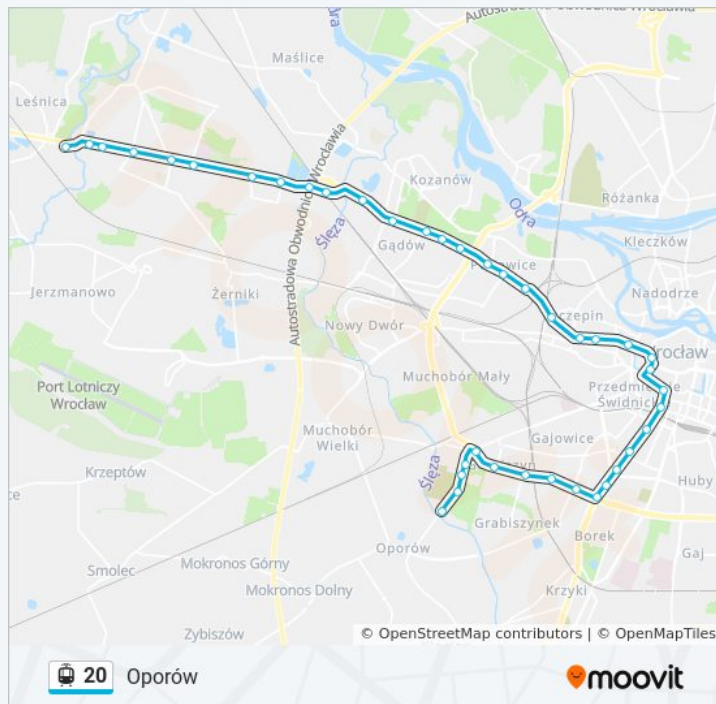 Autostrada Obwodnica Wrocławia
Odra
Maślice
Leśnica
Kozanów
Różanka
Odra
Kleczków
Ślęza
Gądów
Autostradowa Obwodnica Wrocławia
Jerzmanowo
Żerniki
Nadodrze
Nowy Dwór
Port Lotniczy
Wrocław
Muchobór Mały
Muchobór
Wielki
Gajowice
Huby
Krzeptów
Ślęza
Grabiszynek
Oporów
Borek
Gaj
Smolec
Mokronos Górny
Mokronos Dolny
Krzyki
Zybiszów
© OpenStreetMap contributors | © OpenMapTiles
20 Oporów
moovit